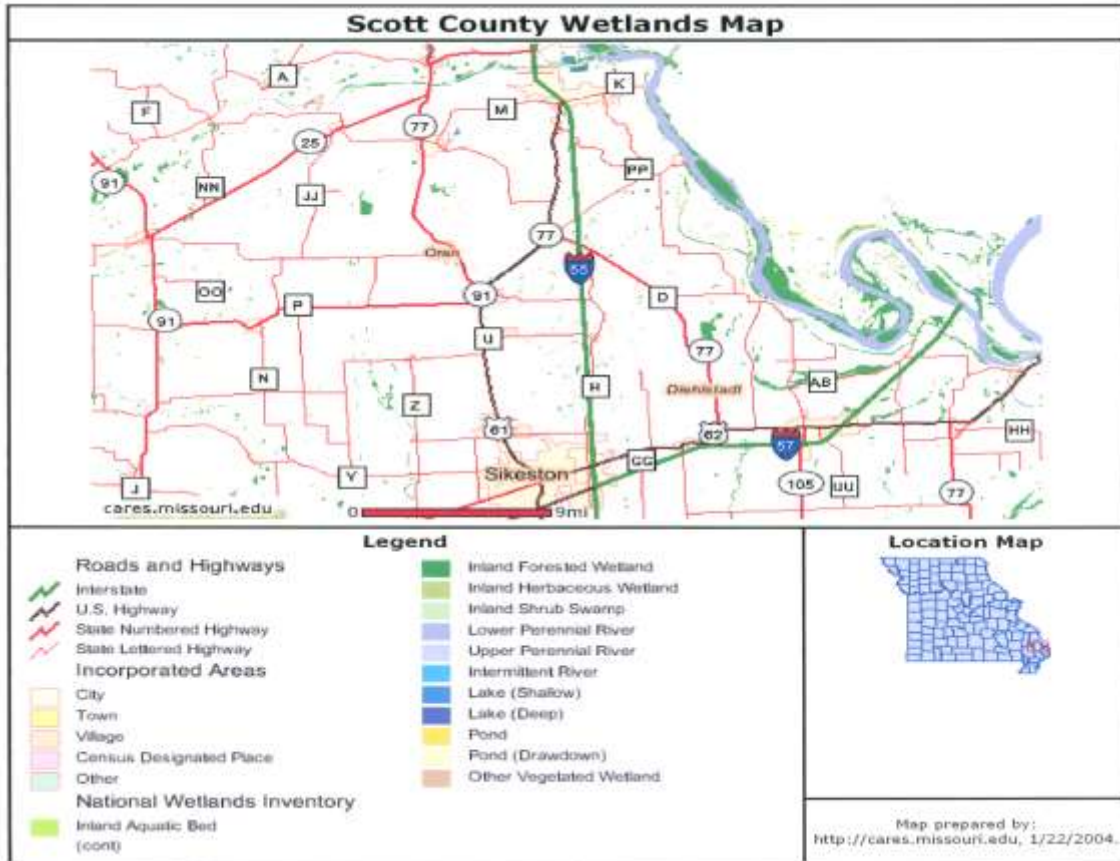 Scott County Wetlands Map
A
K
F
M
77
25
PP
91
NN
JJ
77
Oran
55
OO
91
D
P
91
U
77
N
H
AB
Diehlstadt
Z
61
62
HH
57
GG
Sikeston
Y
105
UU
J
77
cares.missouri.edu
0 9mi
Legend
Roads and Highways
Interstate
U.S. Highway
State Numbered Highway
State Lettered Highway
Incorporated Areas
City
Town
Village
Census Designated Place
Other
National Wetlands Inventory
Inland Aquatic Bed
(cont)
Inland Forested Wetland
Inland Herbaceous Wetland
Inland Shrub Swamp
Lower Perennial River
Upper Perennial River
Intermittent River
Lake (Shallow)
Lake (Deep)
Pond
Pond (Drawdown)
Other Vegetated Wetland
Location Map
Map prepared by:
http://cares.missouri.edu, 1/22/2004.